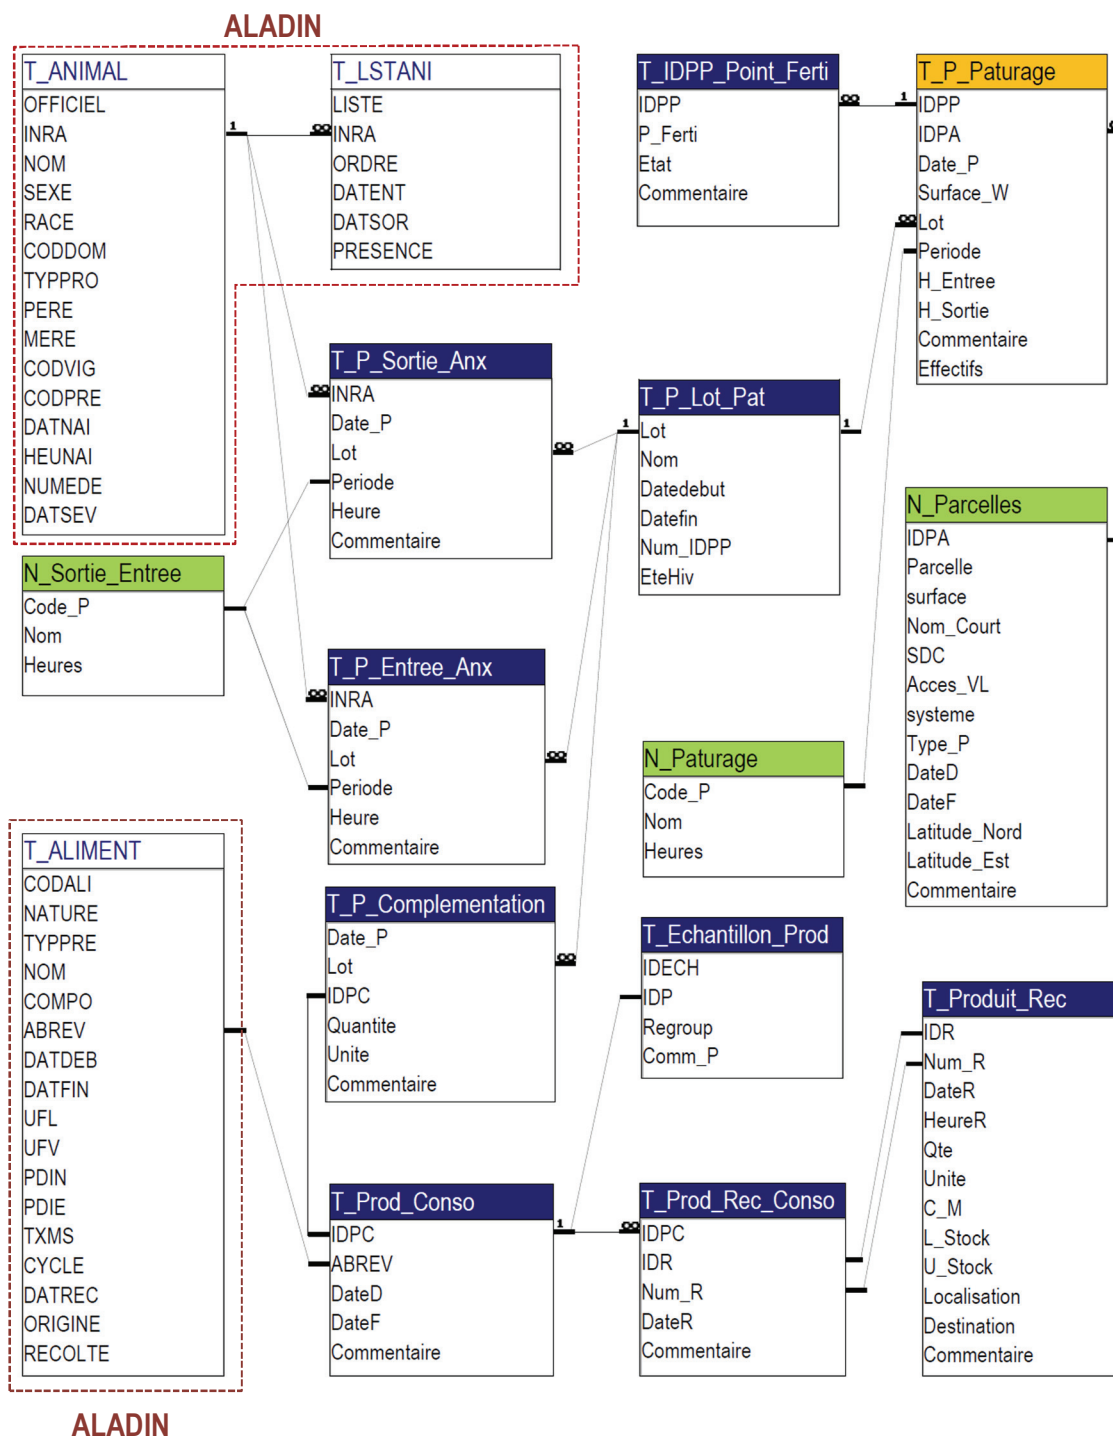 ALADIN
T_ANIMAL
OFFICIEL
INRA
NOM
SEXE
RACE
CODDOM
TYPPRO
PERE
MERE
CODVIG
CODPRE
DATNAI
HEUNAI
NUMEDE
DATSEV
1
T_LSTANI
LISTE
∞
INRA
ORDRE
DATENT
DATSOR
PRESENCE
T_IDPP_Point_Ferti
IDPP
P_Ferti
Etat
Commentaire
∞
1
T_P_Paturage
IDPP
IDPA
Date_P
Surface_W
∞
Lot
Periode
H_Entree
H_Sortie
Commentaire
Effectifs
T_P_Sortie_Anx
∞
INRA
Date_P
Lot
Periode
Heure
Commentaire
∞
1
T_P_Lot_Pat
Lot
Nom
Datedebut
Datefin
Num_IDPP
EteHiv
1
N_Parcelles
IDPA
Parcelle
surface
Nom_Court
SDC
Acces_VL
systeme
Type_P
DateD
DateF
Latitude_Nord
Latitude_Est
Commentaire
N_Sortie_Entree
Code_P
Nom
Heures
T_P_Entree_Anx
∞
INRA
Date_P
Lot
Periode
Heure
Commentaire
∞
N_Paturage
Code_P
Nom
Heures
T_ALIMENT
CODALI
NATURE
TYPPRE
NOM
COMPO
ABREV
DATDEB
DATFIN
UFL
UFV
PDIN
PDIE
TXMS
CYCLE
DATREC
ORIGINE
RECOLTE
T_P_Complementation
Date_P
Lot
IDPC
Quantite
Unite
Commentaire
∞
T_Echantillon_Prod
IDECH
IDP
Regroup
Comm_P
T_Produit_Rec
IDR
Num_R
DateR
HeureR
Qte
Unite
C_M
L_Stock
U_Stock
Localisation
Destination
Commentaire
T_Prod_Conso
IDPC
ABREV
DateD
DateF
Commentaire
1
∞
T_Prod_Rec_Conso
IDPC
IDR
Num_R
DateR
Commentaire
ALADIN